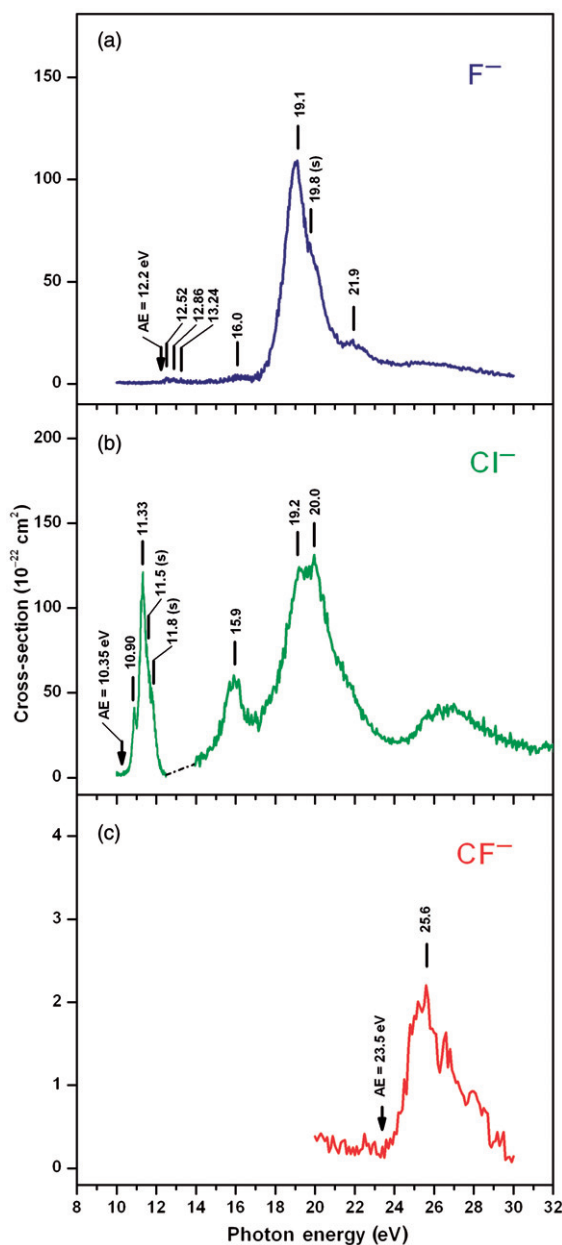 (a)
F⁻
150
100
50
0
19.1
19.8 (s)
21.9
AE = 12.2 eV
12.52
12.86
13.24
16.0
(b)
Cl⁻
200
150
100
50
0
AE = 10.35 eV
10.90
11.33
11.5 (s)
11.8 (s)
15.9
19.2
20.0
Cross-section (10⁻²² cm²)
(c)
CF⁻
4
3
2
1
0
AE = 23.5 eV
25.6
8 10 12 14 16 18 20 22 24 26 28 30 32
Photon energy (eV)